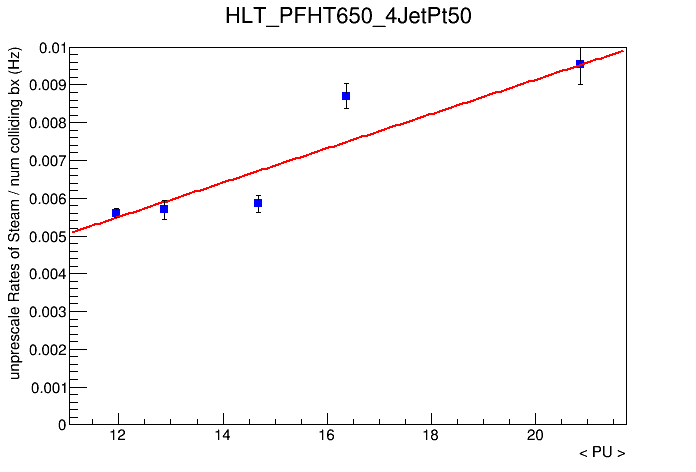 HLT_PFHT650_4JetPt50
unprescale Rates of Steam / num colliding bx (Hz)
0.01
0.009
0.008
0.007
0.006
0.005
0.004
0.003
0.002
0.001
0
12 14 16 18 20
< PU >